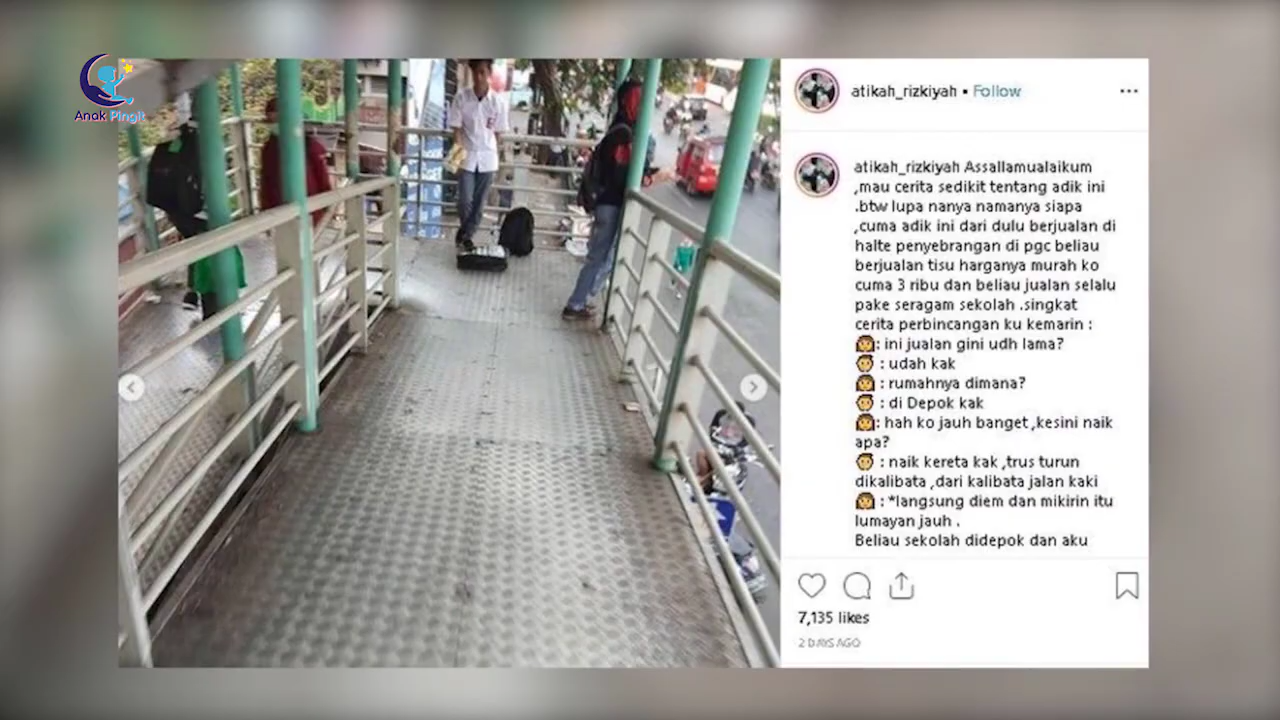 Anak Pingit
atikah_rizkiyah • Follow
atikah_rizkiyah Assallamualaikum
,mau cerita sedikit tentang adik ini
.btw lupa nanya namanya siapa
,cuma adik ini dari dulu berjualan di
halte penyebrangan di pgc beliau
berjualan tisu harganya murah ko
cuma 3 ribu dan beliau jualan selalu
pake seragam sekolah .singkat
cerita perbincangan ku kemarin :
👩: ini jualan gini udh lama?
👦 : udah kak
👩 : rumahnya dimana?
👦 : di Depok kak
👩: hah ko jauh banget ,kesini naik
apa?
👦 : naik kereta kak ,trus turun
dikalibata ,dari kalibata jalan kaki
👩 : *langsung diem dan mikirin itu
lumayan jauh .
Beliau sekolah didepok dan aku
7,135 likes
2 DAYS AGO